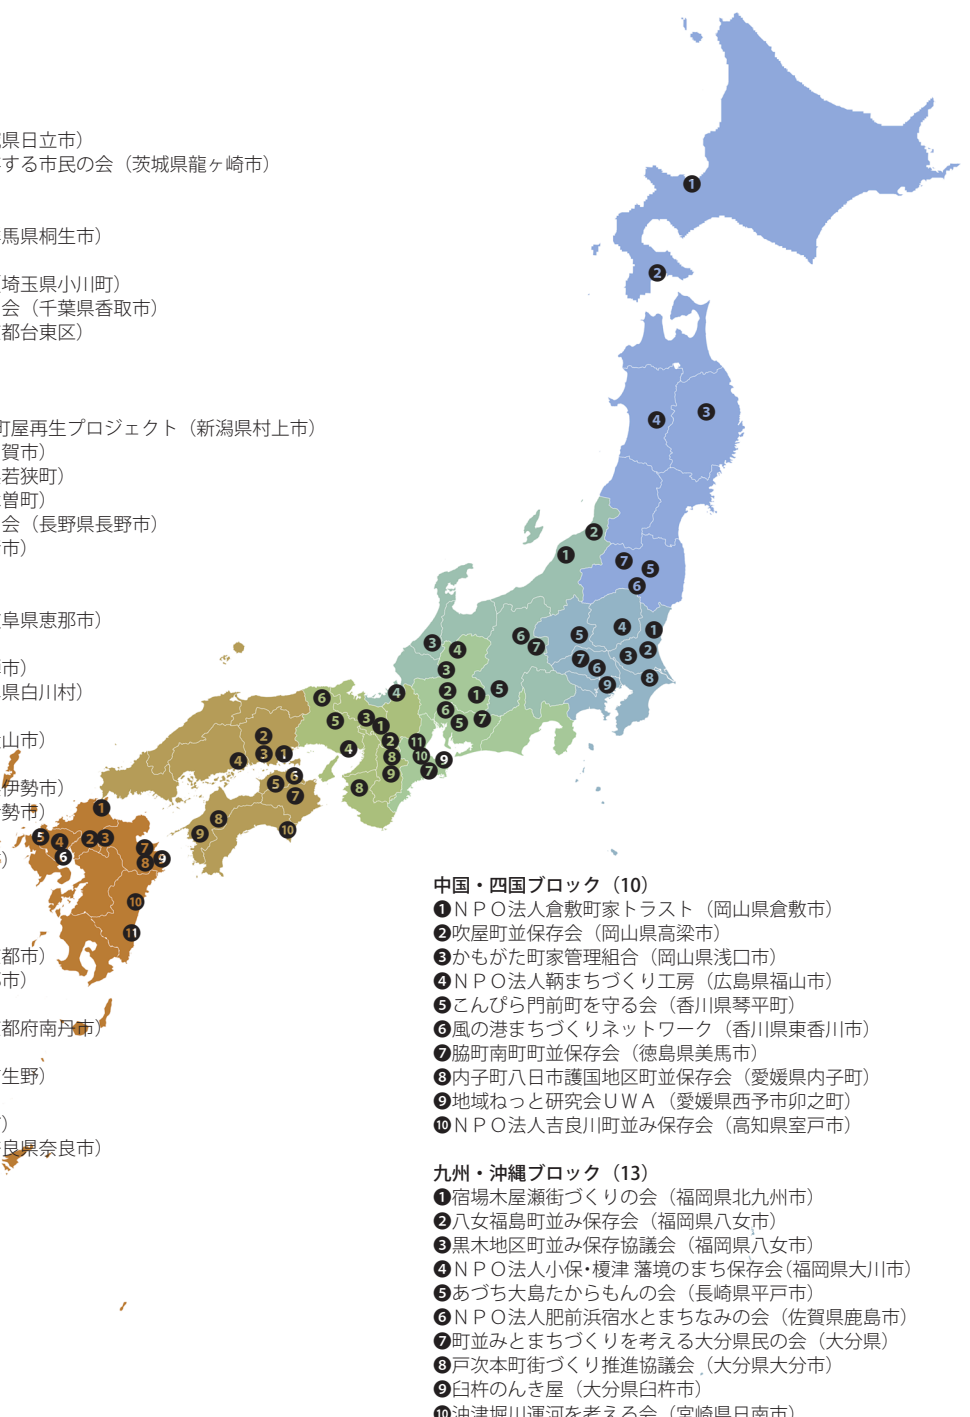 県日立市）
する市民の会（茨城県龍ヶ崎市）
馬県桐生市）
埼玉県小川町）
会（千葉県香取市）
都台東区）
町屋再生プロジェクト（新潟県村上市）
賀市）
若狭町）
曽町）
会（長野県長野市）
市）
阜県恵那市）
市）
県白川村）
山市）
伊勢市）
勢市）
）
都市）
市）
都府南丹市）
生野）
）
良県奈良市）
中国・四国ブロック（10）
❶ＮＰＯ法人倉敷町家トラスト（岡山県倉敷市）
❷吹屋町並保存会（岡山県高梁市）
❸かもがた町家管理組合（岡山県浅口市）
❹ＮＰＯ法人鞆まちづくり工房（広島県福山市）
❺こんぴら門前町を守る会（香川県琴平町）
❻風の港まちづくりネットワーク（香川県東香川市）
❼脇町南町町並保存会（徳島県美馬市）
❽内子町八日市護国地区町並保存会（愛媛県内子町）
❾地域ねっと研究会ＵＷＡ（愛媛県西予市卯之町）
❿ＮＰＯ法人吉良川町並み保存会（高知県室戸市）
九州・沖縄ブロック（13）
❶宿場木屋瀬街づくりの会（福岡県北九州市）
❷八女福島町並み保存会（福岡県八女市）
❸黒木地区町並み保存協議会（福岡県八女市）
❹ＮＰＯ法人小保・榎津 藩境のまち保存会（福岡県大川市）
❺あづち大島たからもんの会（長崎県平戸市）
❻ＮＰＯ法人肥前浜宿水とまちなみの会（佐賀県鹿島市）
❼町並みとまちづくりを考える大分県民の会（大分県）
❽戸次本町街づくり推進協議会（大分県大分市）
❾臼杵のんき屋（大分県臼杵市）
❿油津堀川運河を考える会（宮崎県日南市）